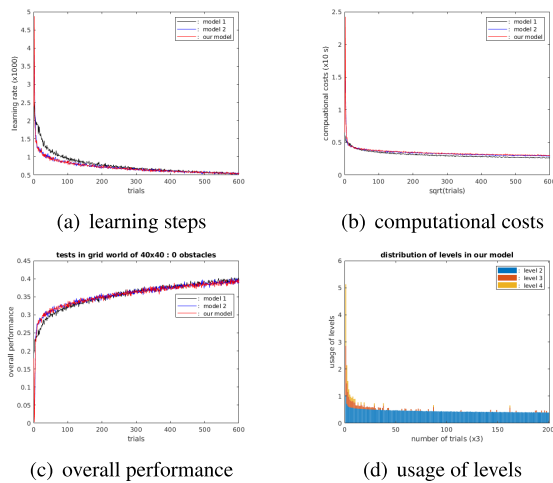 5
4.5
4
3.5
3
2.5
2
1.5
1
0.5
learning rate (x1000)
: model 1
: model 2
: our model
0 100 200 300 400 500 600
trials
(a) learning steps
2.5
2
1.5
1
0.5
0
compuational costs (x10 s)
: model 1
: model 2
: our model
0 100 200 300 400 500 600
sqrt(trials)
(b) computational costs
tests in grid world of 40x40 : 0 obstacles
0.45
0.4
0.35
0.3
0.25
0.2
0.15
0.1
0.05
0
overall performance
: model 1
: model 2
: our model
0 100 200 300 400 500 600
trials
(c) overall performance
distribution of levels in our model
6
5
4
3
2
1
0
usage of levels
: level 2
: level 3
: level 4
0 50 100 150 200
number of trials (x3)
(d) usage of levels